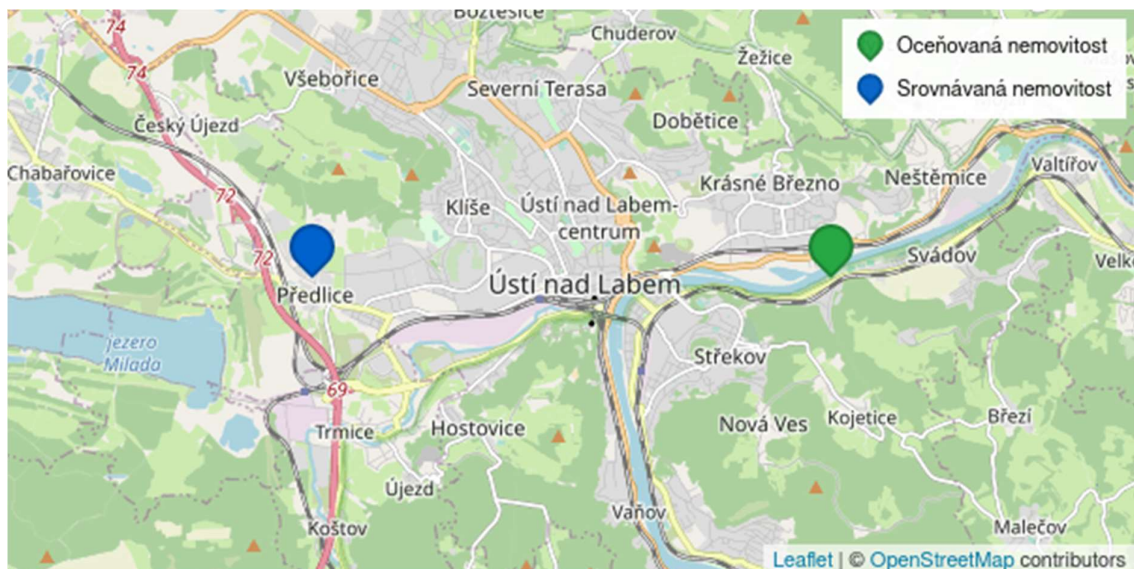 Božtěšice
74
Chuderov
Oceňovaná nemovitost
Srovnávaná nemovitost
74
Všebořice
Severní Terasa
Žežice
Český Újezd
Dobětice
Chabařovice
72
Klíše
Krásné Březno
Neštěmice
Valtířov
Ústí nad Labem-
centrum
72
Svádov
Předlice
Ústí nad Labem
jezero
Milada
Střekov
69
Trmice
Hostovice
Nová Ves
Kojetice
Březí
Újezd
Koštov
Vaňov
Malečov
Leaflet | © OpenStreetMap contributors